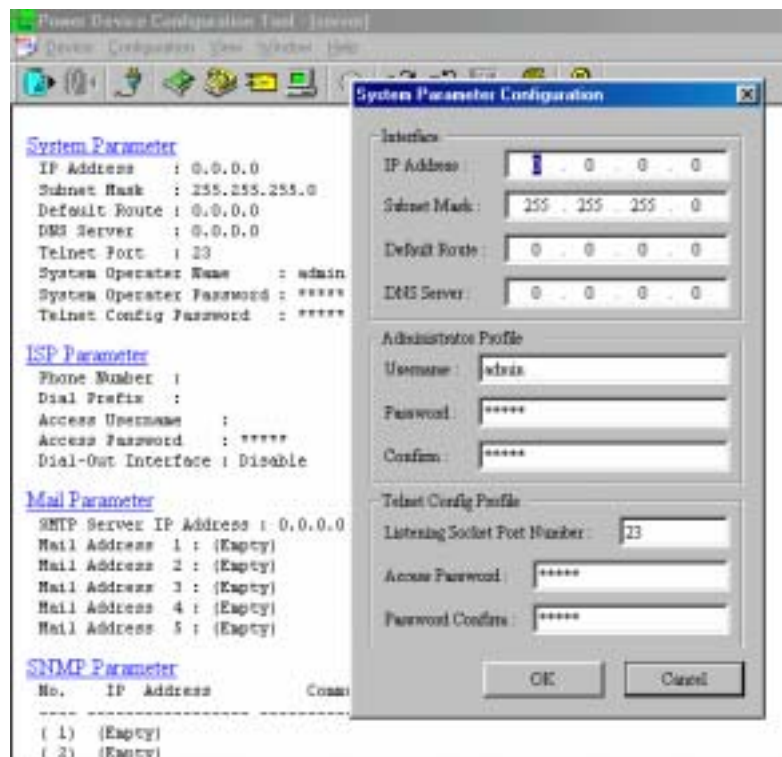 Power Device Configuration Tool - [server]
Device Configuration View Window Help
System Parameter
IP Address : 0.0.0.0
Subnet Mask : 255.255.255.0
Default Route : 0.0.0.0
DNS Server : 0.0.0.0
Telnet Port : 23
System Operater Name : admin
System Operater Password : *****
Telnet Config Password : *****
ISP Parameter
Phone Number :
Dial Prefix :
Access Username :
Access Password : *****
Dial-Out Interface : Disable
Mail Parameter
SMTP Server IP Address : 0.0.0.0
Mail Address 1 : (Empty)
Mail Address 2 : (Empty)
Mail Address 3 : (Empty)
Mail Address 4 : (Empty)
Mail Address 5 : (Empty)
SNMP Parameter
No. IP Address
---- ----------------- ---------
( 1) (Empty)
( 2) (Empty)
System Parameter Configuration
Interface
IP Address : 0 . 0 . 0 . 0
Subnet Mask : 255 . 255 . 255 . 0
Default Route : 0 . 0 . 0 . 0
DNS Server : 0 . 0 . 0 . 0
Administrator Profile
Username : admin
Password : *****
Confirm : *****
Telnet Config Profile
Listening Socket Port Number : 23
Access Password : *****
Password Confirm : *****
OK Cancel